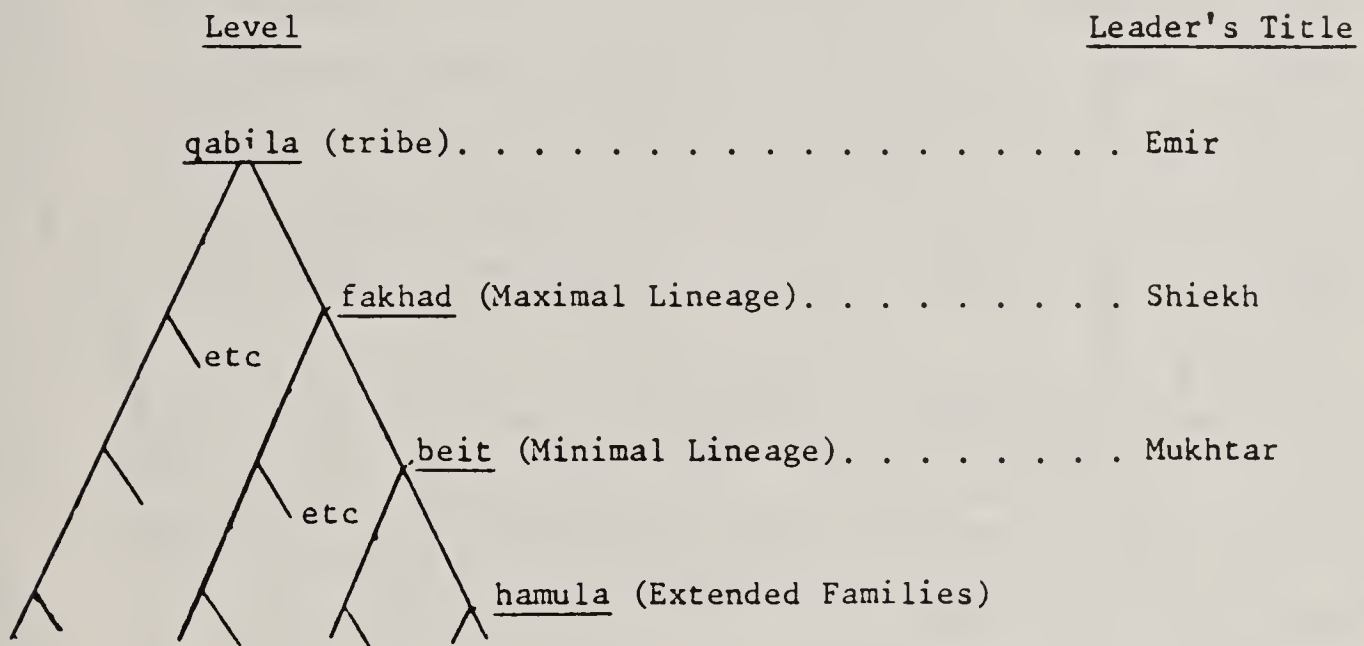 Level Leader's Title
qabila (tribe). . . . . . . . . . . . . . . . . . . . . Emir
fakhad (Maximal Lineage). . . . . . . . . . Shiekh
etc
beit (Minimal Lineage). . . . . . . . . Mukhtar
etc
hamula (Extended Families)